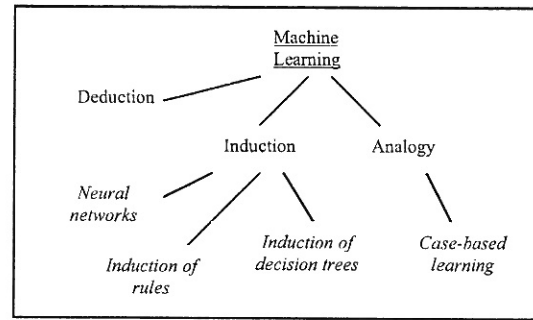 Machine
Learning
Deduction
Induction
Analogy
Neural
networks
Induction of
rules
Induction of
decision trees
Case-based
learning